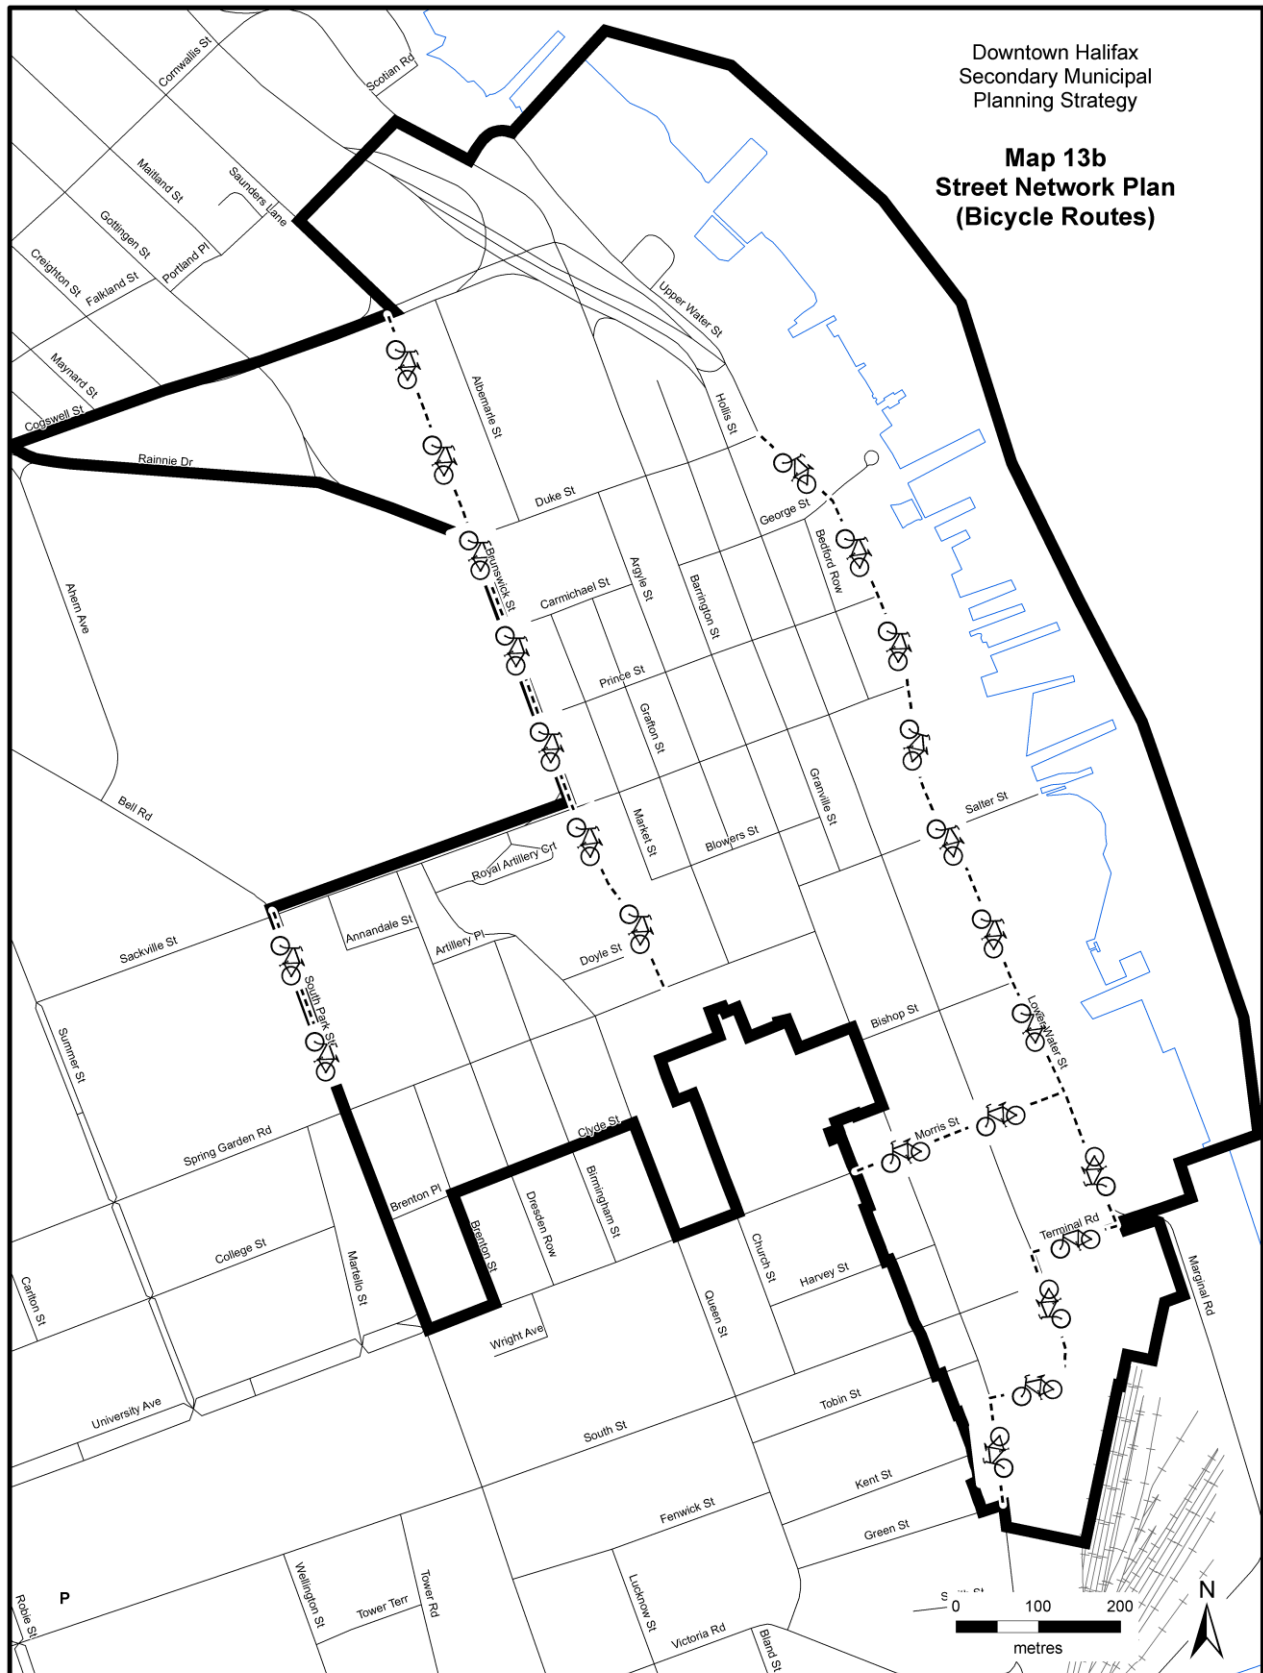 Downtown Halifax
Secondary Municipal
Planning Strategy
Map 13b
Street Network Plan
(Bicycle Routes)
Cornwallis St
Scotian Rd
Maitland St
Saunders Lane
Gottingen St
Portland Pl
Creighton St
Falkland St
Maynard St
Cogswell St
Rainnie Dr
Upper Water St
Albemarle St
Hollis St
Duke St
George St
Bedford Row
Brunswick St
Carmichael St
Argyle St
Barrington St
Ahern Ave
Prince St
Grafton St
Bell Rd
Market St
Granville St
Blowers St
Salter St
Royal Artillery Crt
Annandale St
Artillery Pl
Doyle St
Sackville St
South Park St
Summer St
Bishop St
Lower Water St
Spring Garden Rd
Clyde St
Morris St
Brenton Pl
Birmingham St
Dresden Row
Brenton St
College St
Martello St
Terminal Rd
Church St
Harvey St
Marginal Rd
Carlton St
Queen St
Wright Ave
University Ave
Tobin St
South St
Kent St
Fenwick St
Green St
Wellington St
Tower Rd
Tower Terr
Lucknow St
Victoria Rd
Bland St
Robie St
P
N
0 100 200
metres